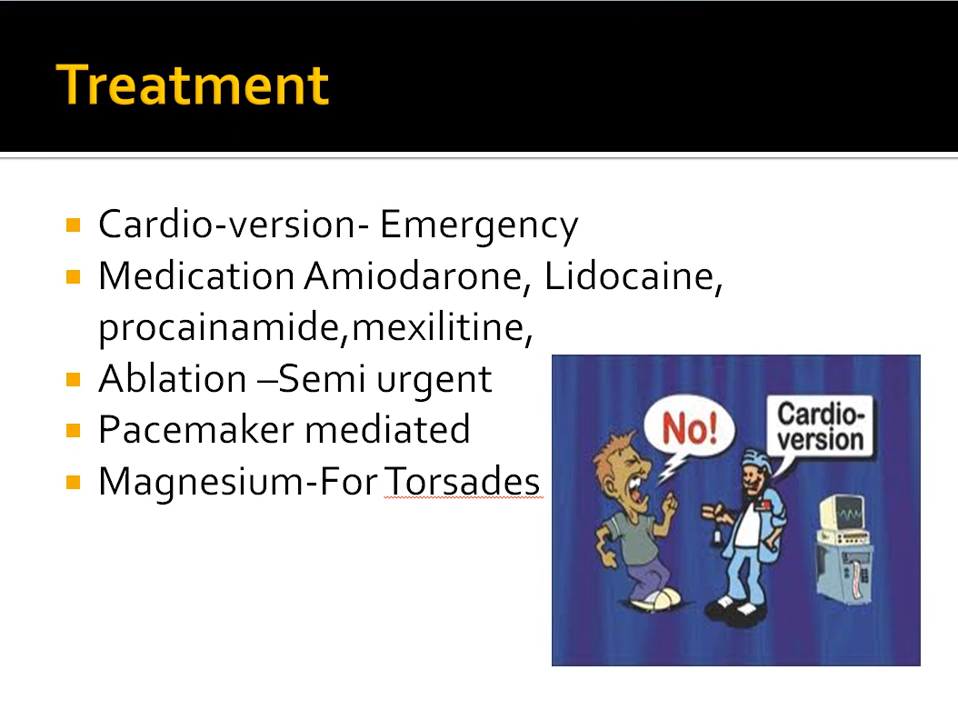 Treatment
Cardio-version- Emergency
Medication Amiodarone, Lidocaine,
procainamide,mexilitine,
Ablation –Semi urgent
Pacemaker mediated
Magnesium-For Torsades
No!
Cardio-
version